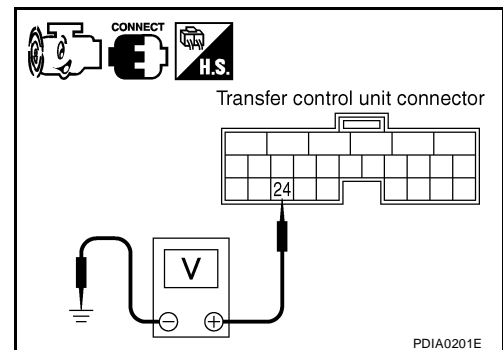 CONNECT
H.S.
Transfer control unit connector
24
V
PDIA0201E